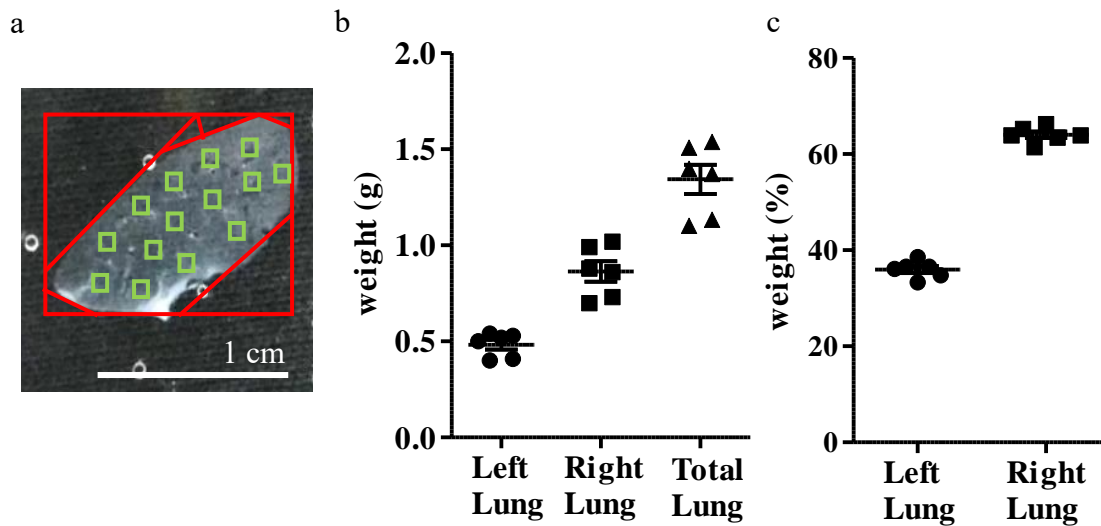 a
1 cm
b
weight (g)
2.0
1.5
1.0
0.5
0.0
Left
Lung
Right
Lung
Total
Lung
c
weight (%)
80
60
40
20
0
Left
Lung
Right
Lung